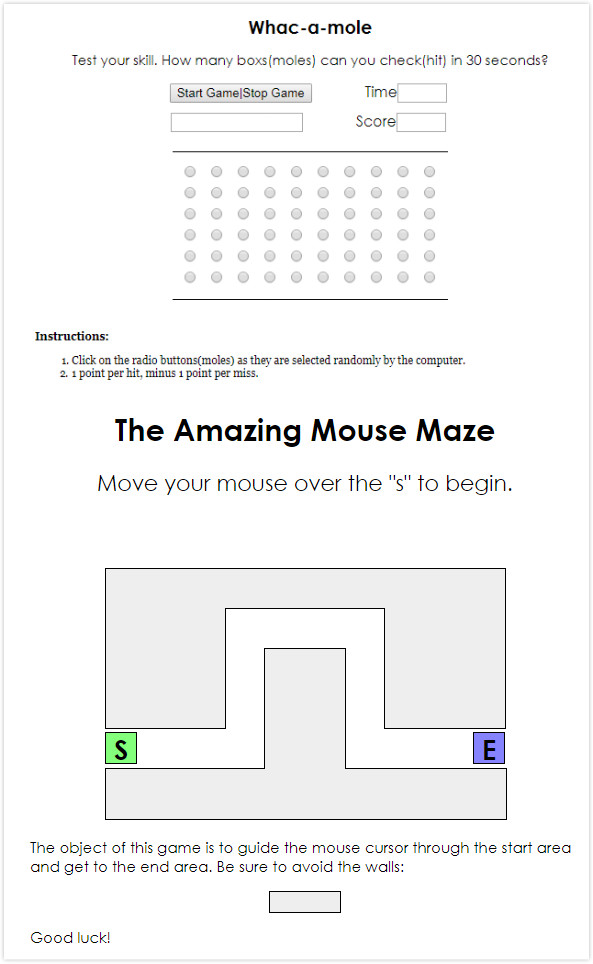 Whac-a-mole
Test your skill. How many boxs(moles) can you check(hit) in 30 seconds?
Start Game|Stop Game Time
Score
Instructions:
1. Click on the radio buttons(moles) as they are selected randomly by the computer.
2. 1 point per hit, minus 1 point per miss.
The Amazing Mouse Maze
Move your mouse over the "s" to begin.
S E
The object of this game is to guide the mouse cursor through the start area
and get to the end area. Be sure to avoid the walls:
Good luck!